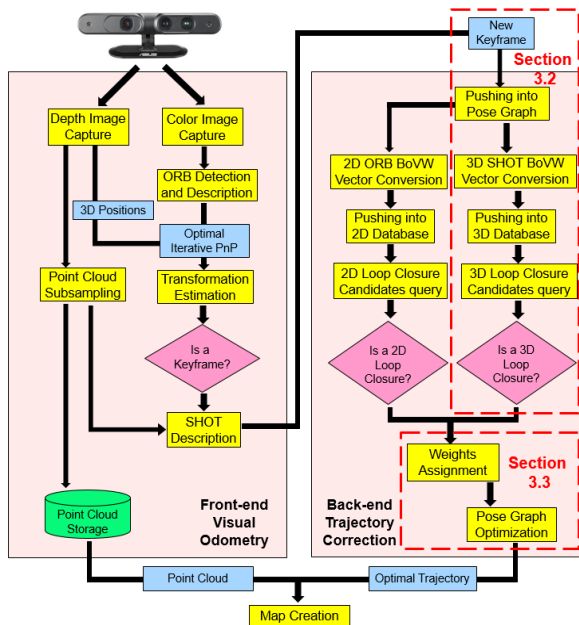 ASUS
New
Keyframe
Section
3.2
Depth Image
Capture
Color Image
Capture
Pushing into
Pose Graph
ORB Detection
and Description
2D ORB BoVW
Vector Conversion
3D SHOT BoVW
Vector Conversion
3D Positions
Optimal
Iterative PnP
Pushing into
2D Database
Pushing into
3D Database
Point Cloud
Subsampling
Transformation
Estimation
2D Loop Closure
Candidates query
3D Loop Closure
Candidates query
Is a
Keyframe?
Is a 2D
Loop
Closure?
Is a 3D
Loop
Closure?
SHOT
Description
Weights
Assignment
Section
3.3
Point Cloud
Storage
Front-end
Visual
Odometry
Back-end
Trajectory
Correction
Pose Graph
Optimization
Point Cloud
Optimal Trajectory
Map Creation